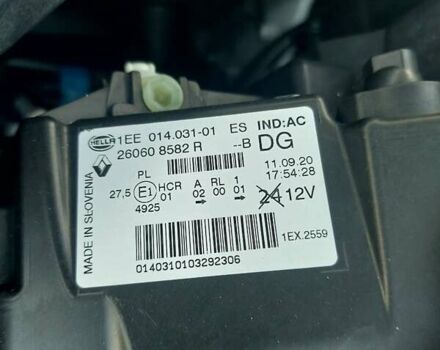 HELLA 1EE 014.031-01 ES IND:AC
26060 8582 R --B DG
PL 11.09.20
17:54:28
27,5 E1 HCR A RL 1
01 02 00 01
4925
24 12V
1EX.2559
0140310103292306
MADE IN SLOVENIA